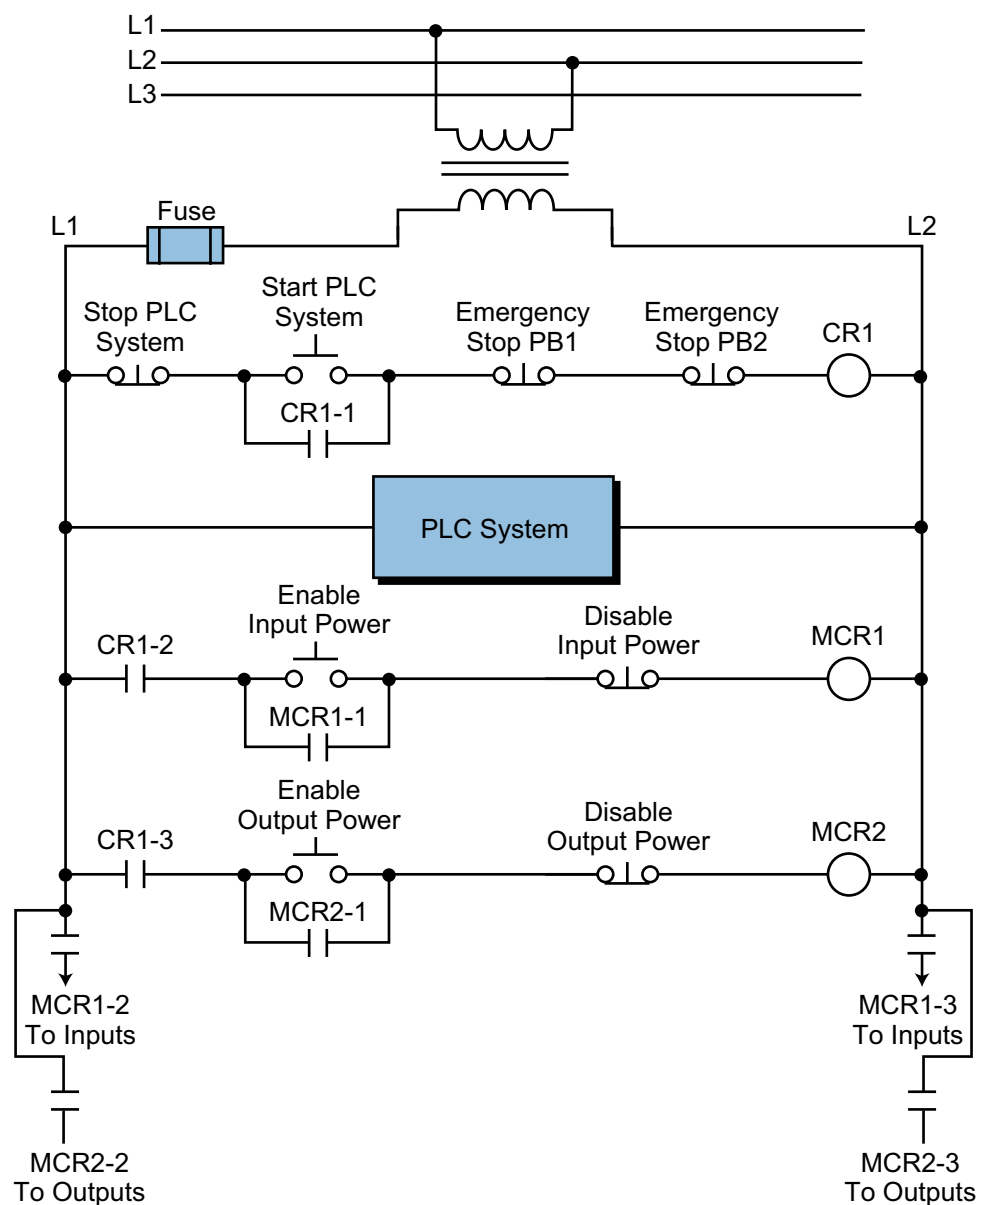 L1
L2
L3
Fuse
L1
L2
Stop PLC
System
Start PLC
System
Emergency
Stop PB1
Emergency
Stop PB2
CR1
CR1-1
PLC System
CR1-2
Enable
Input Power
Disable
Input Power
MCR1
MCR1-1
CR1-3
Enable
Output Power
Disable
Output Power
MCR2
MCR2-1
MCR1-2
To Inputs
MCR1-3
To Inputs
MCR2-2
To Outputs
MCR2-3
To Outputs